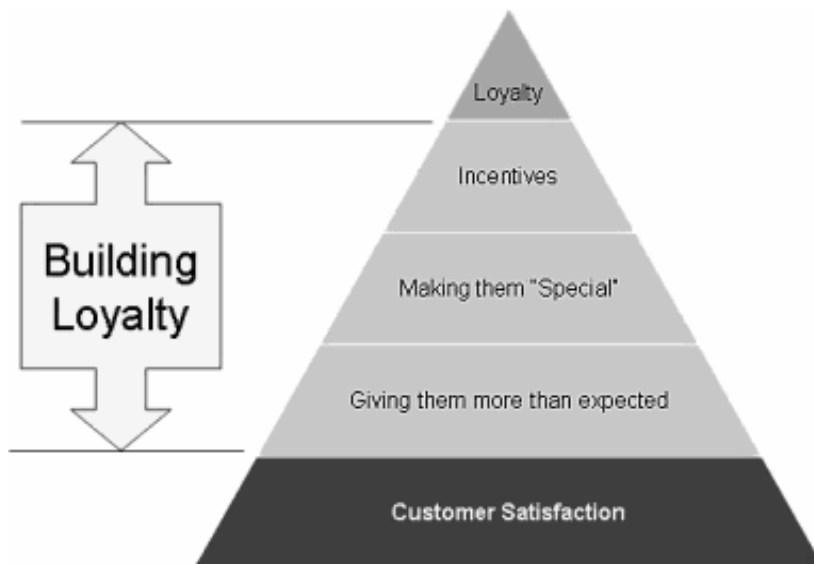 Loyalty
Incentives
Making them "Special"
Giving them more than expected
Customer Satisfaction
Building
Loyalty